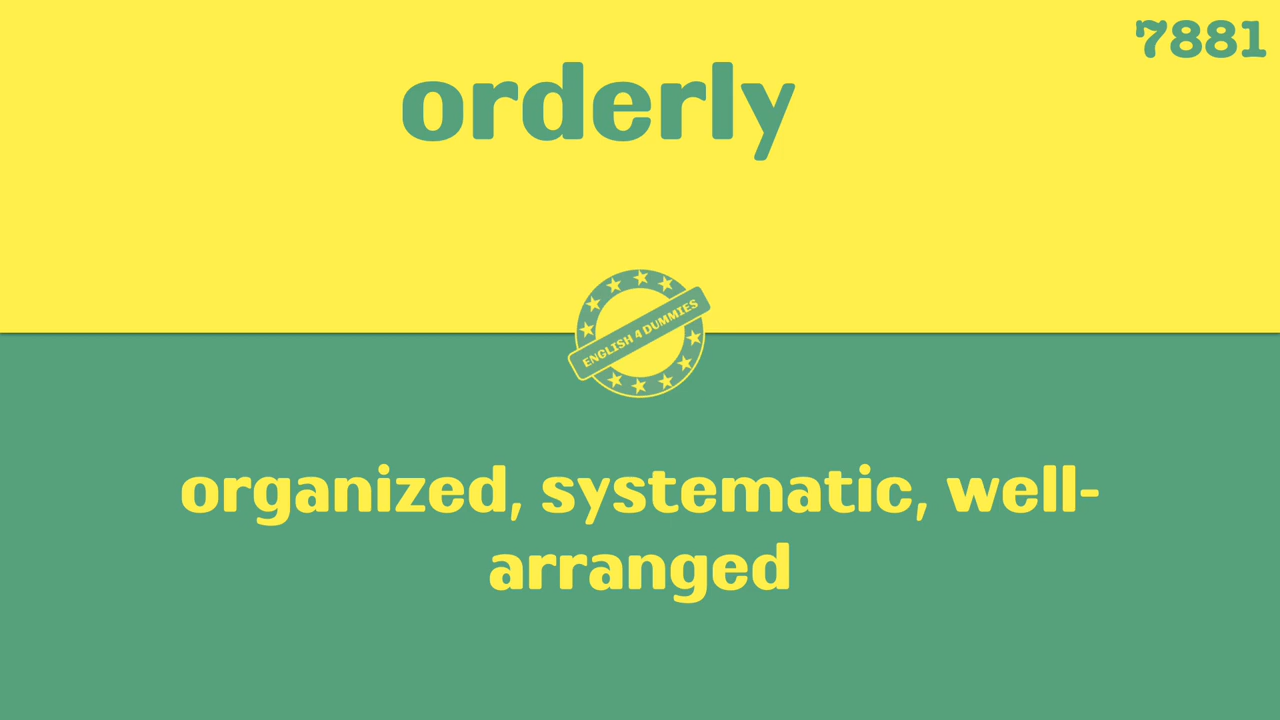 7881
orderly
ENGLISH 4 DUMMIES
organized, systematic, well-
arranged